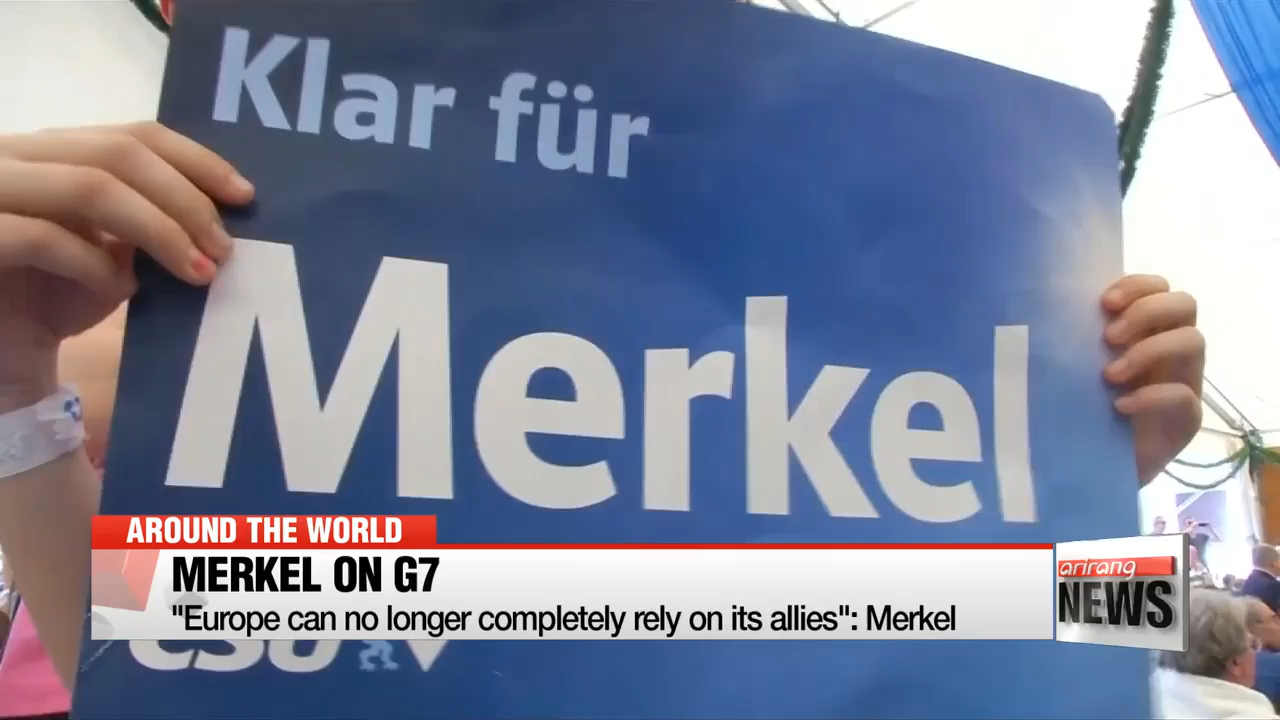 Klar für
Merkel
AROUND THE WORLD
MERKEL ON G7
"Europe can no longer completely rely on its allies": Merkel
arirang
NEWS
CSU